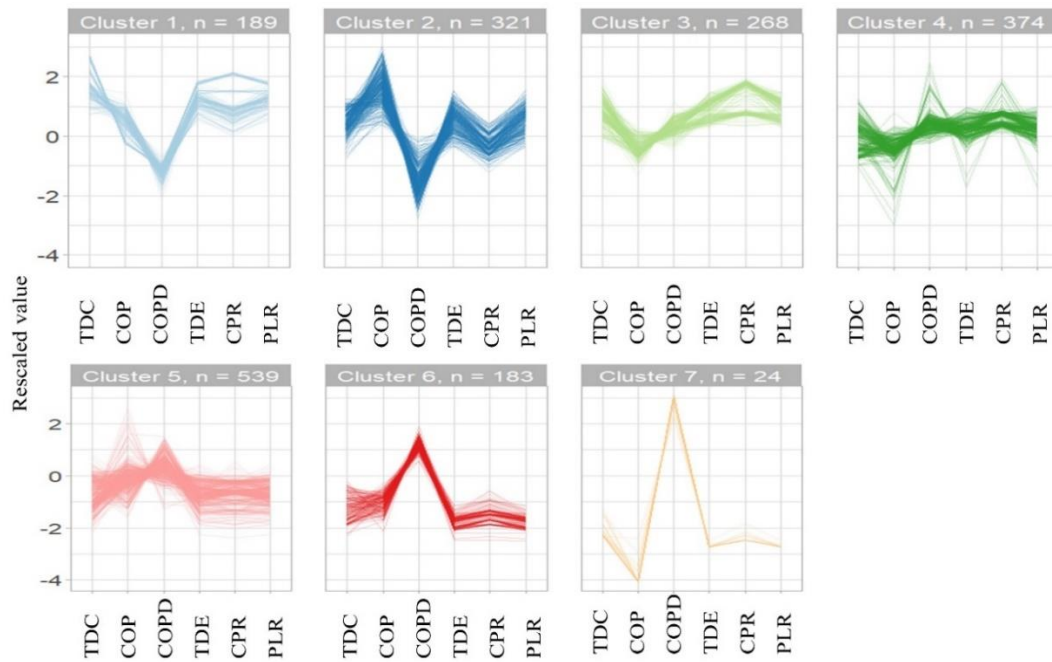 Cluster 1, n = 189
Cluster 2, n = 321
Cluster 3, n = 268
Cluster 4, n = 374
2
0
-2
-4
TDC COP COPD TDE CPR PLR
TDC COP COPD TDE CPR PLR
TDC COP COPD TDE CPR PLR
TDC COP COPD TDE CPR PLR
Rescaled value
Cluster 5, n = 539
Cluster 6, n = 183
Cluster 7, n = 24
2
0
-2
-4
TDC COP COPD TDE CPR PLR
TDC COP COPD TDE CPR PLR
TDC COP COPD TDE CPR PLR